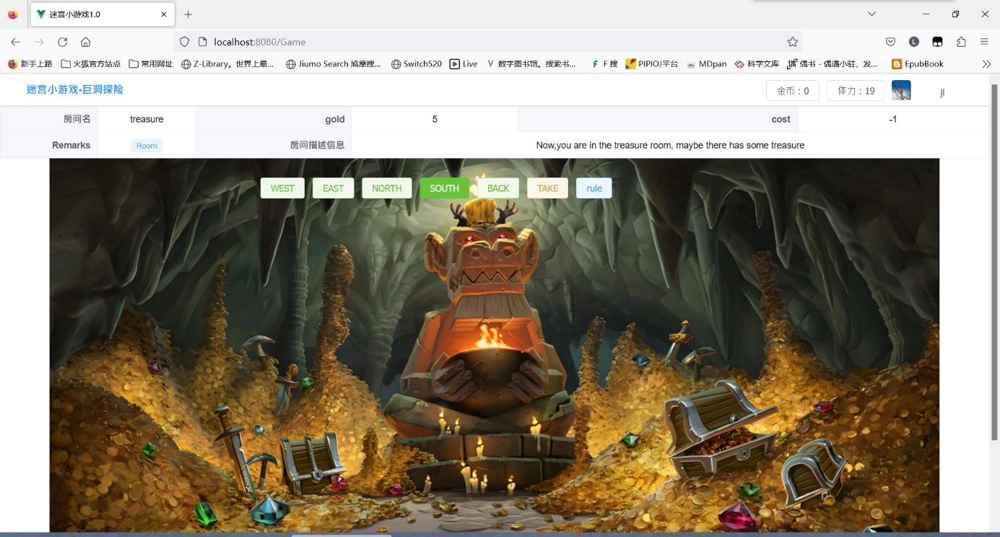 迷宫小游戏1.0
localhost:8080/Game
L
新手上路 火狐官方站点 常用网址 Z-Library。世界上最... Jiumo Search 鸠摩搜... Switch520 Live 数字图书馆。搜索书... F 搜 PIPIOJ平台 MDpan 科学文库 偶书 - 偶遇小驻，发... EpubBook
迷宫小游戏-巨洞探险 金币：0 体力：19 jl
房间名 treasure gold 5 cost -1
Remarks Room 房间描述信息 Now,you are in the treasure room, maybe there has some treasure
WEST EAST NORTH SOUTH BACK TAKE rule